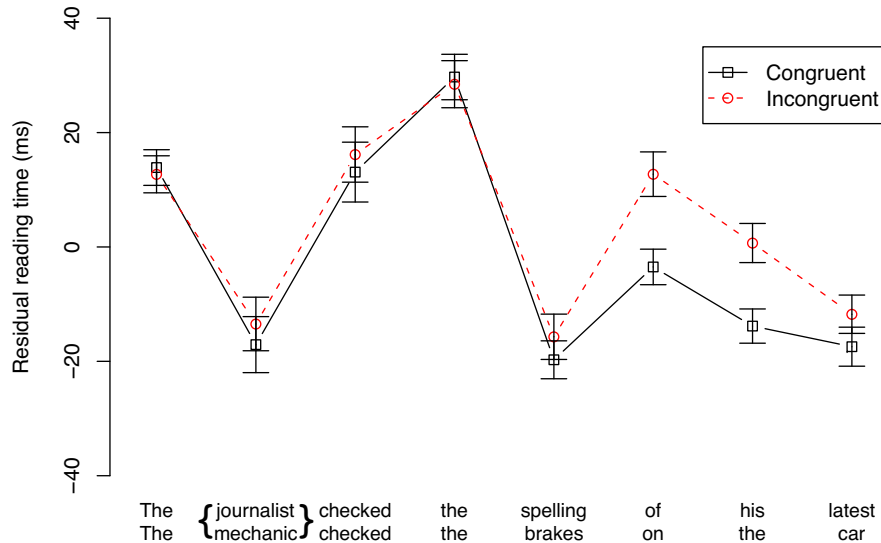 40
20
0
−20
−40
Residual reading time (ms)
Congruent
Incongruent
The { journalist } checked the spelling of his latest
The { mechanic } checked the brakes on the car